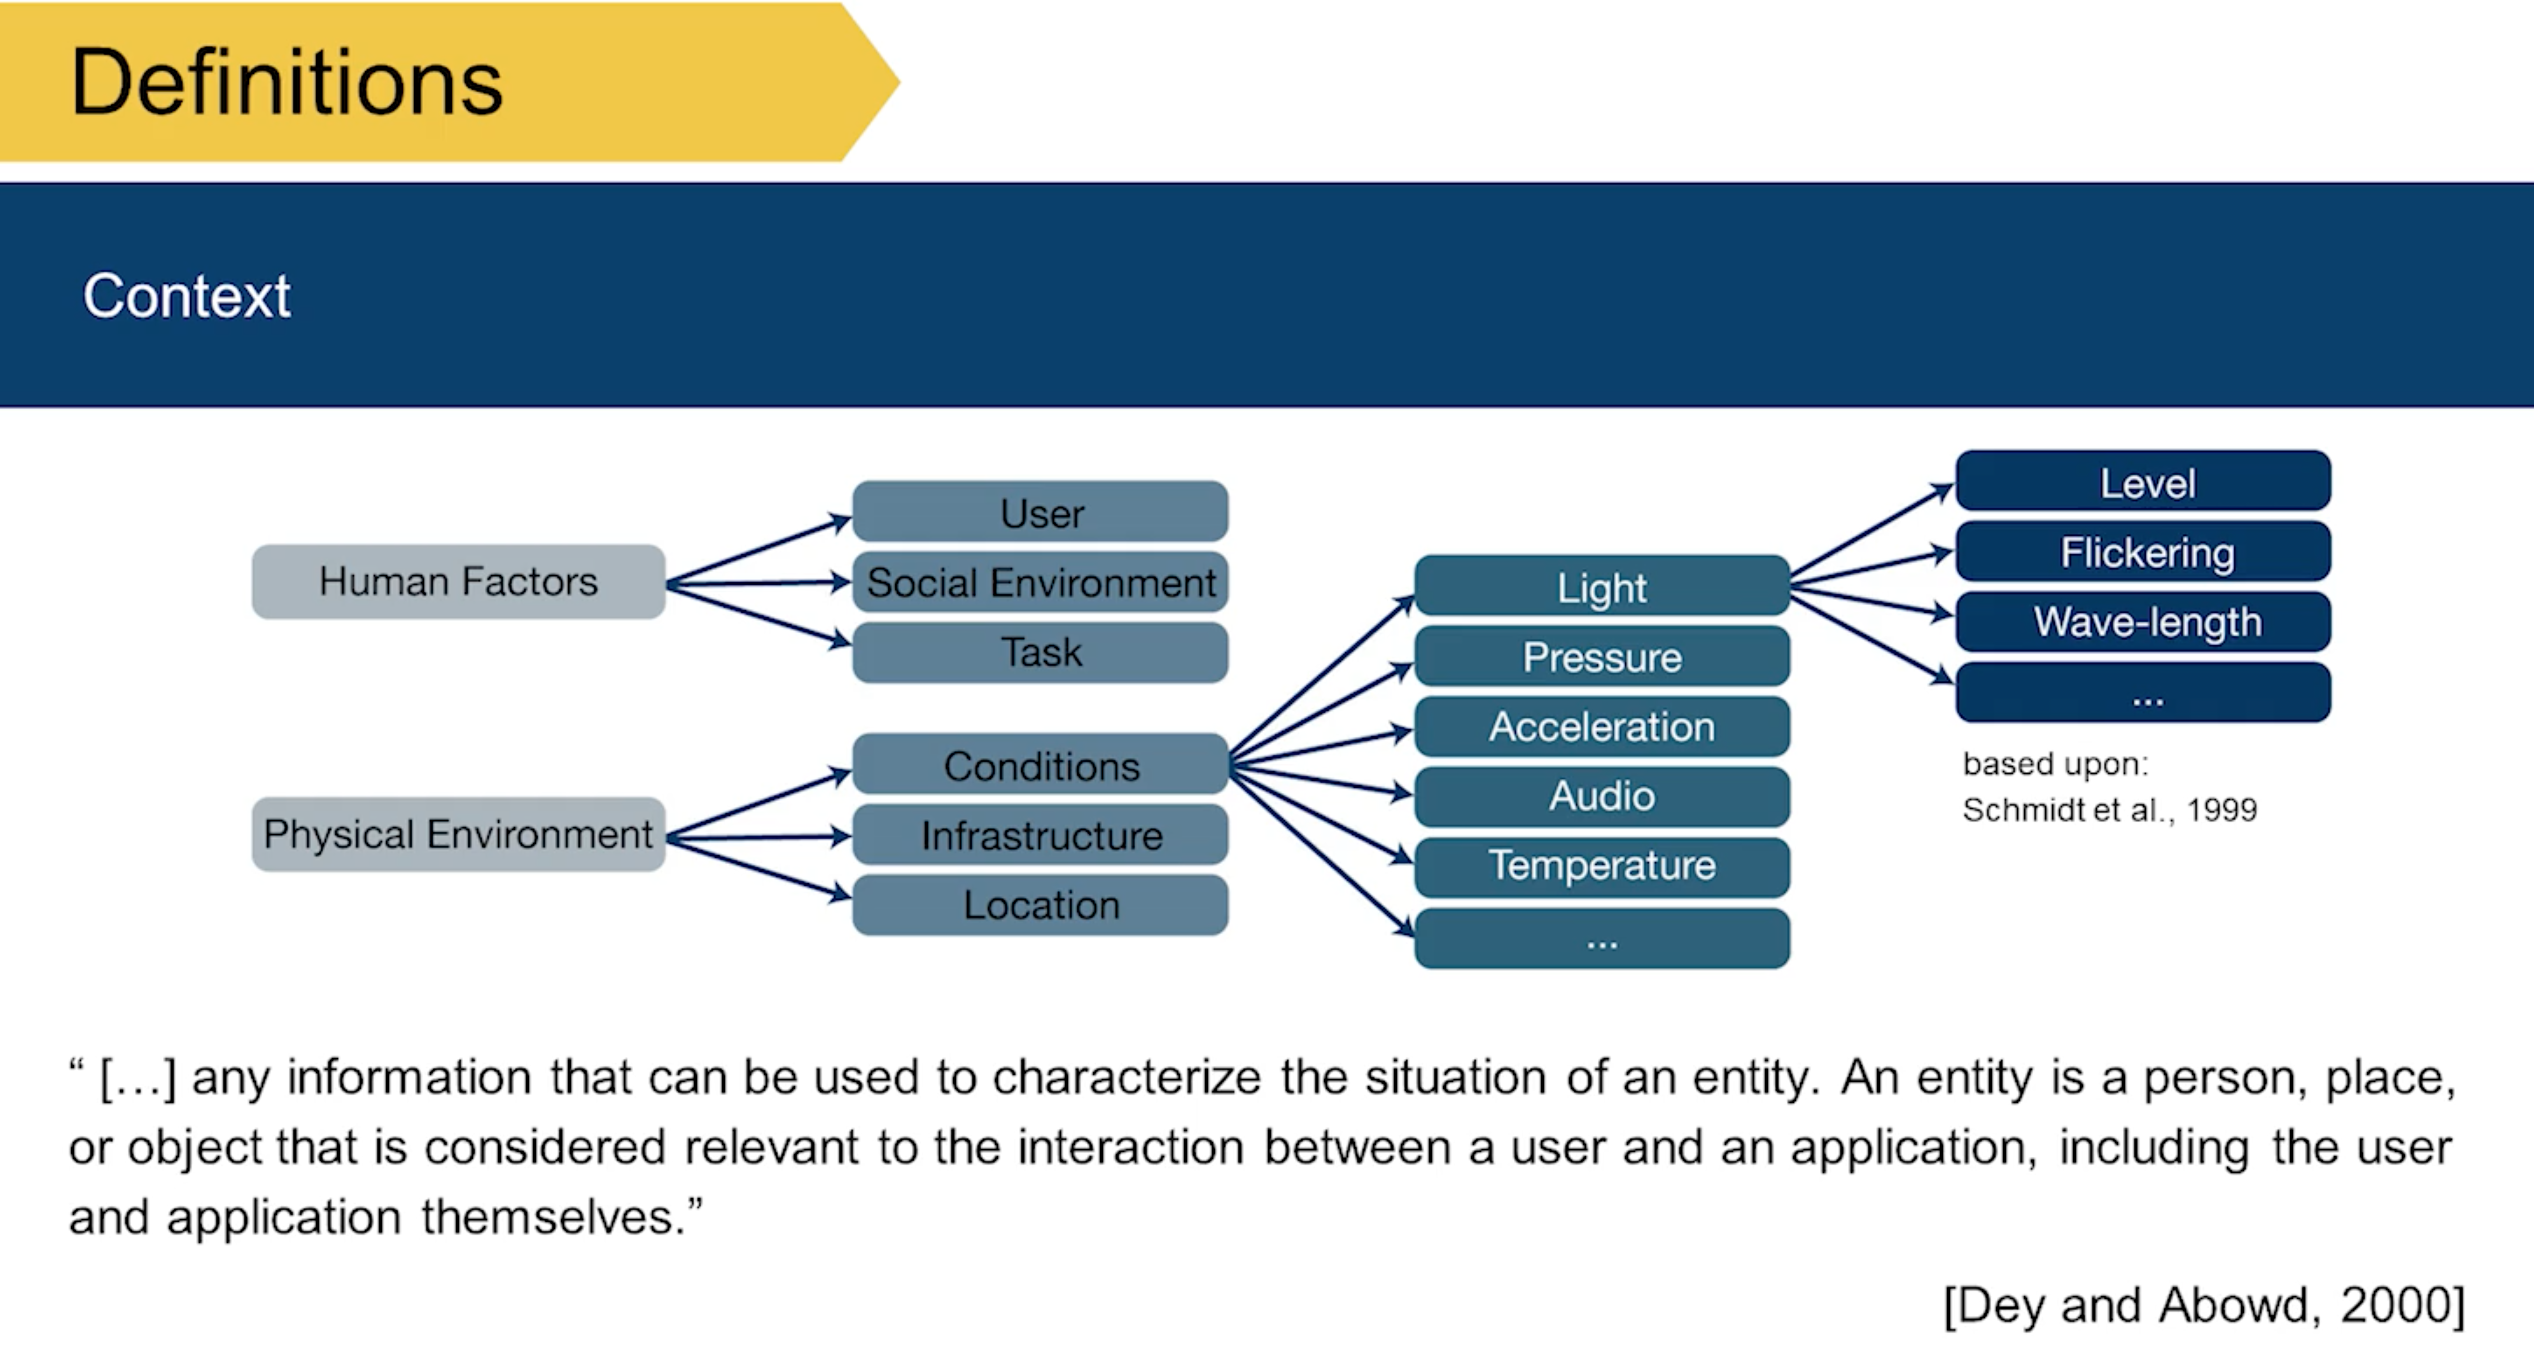 Definitions
Context
Human Factors
User
Social Environment
Task
Physical Environment
Conditions
Infrastructure
Location
Light
Pressure
Acceleration
Audio
Temperature
...
Level
Flickering
Wave-length
...
based upon:
Schmidt et al., 1999
“ [...] any information that can be used to characterize the situation of an entity. An entity is a person, place,
or object that is considered relevant to the interaction between a user and an application, including the user
and application themselves.”
[Dey and Abowd, 2000]